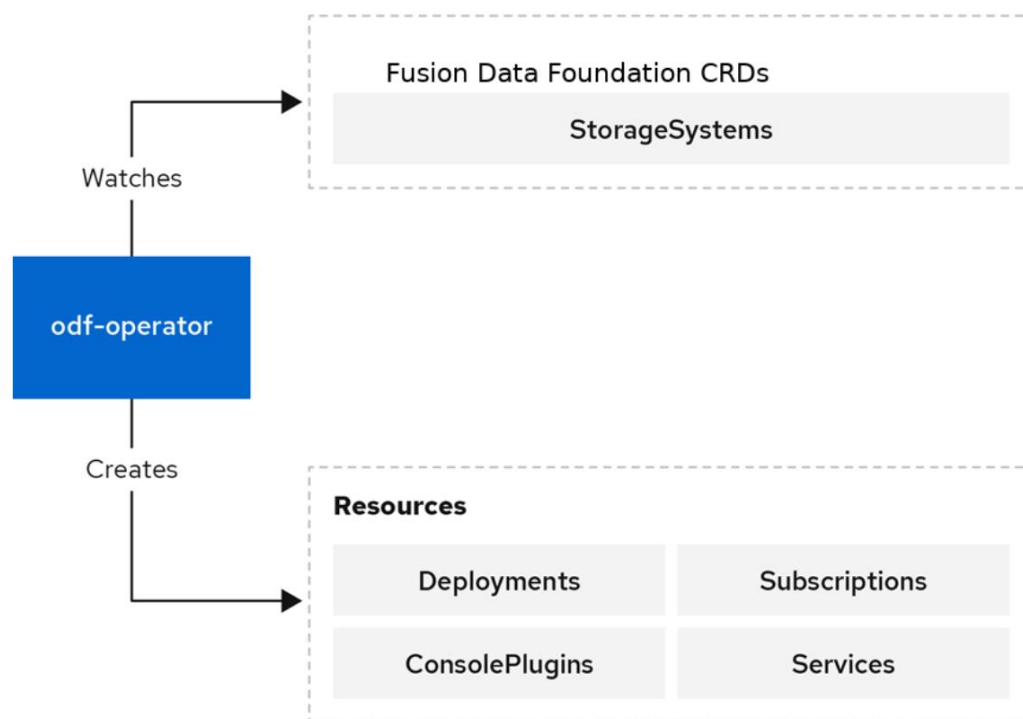 Fusion Data Foundation CRDs
StorageSystems
Watches
odf-operator
Creates
Resources
Deployments
Subscriptions
ConsolePlugins
Services